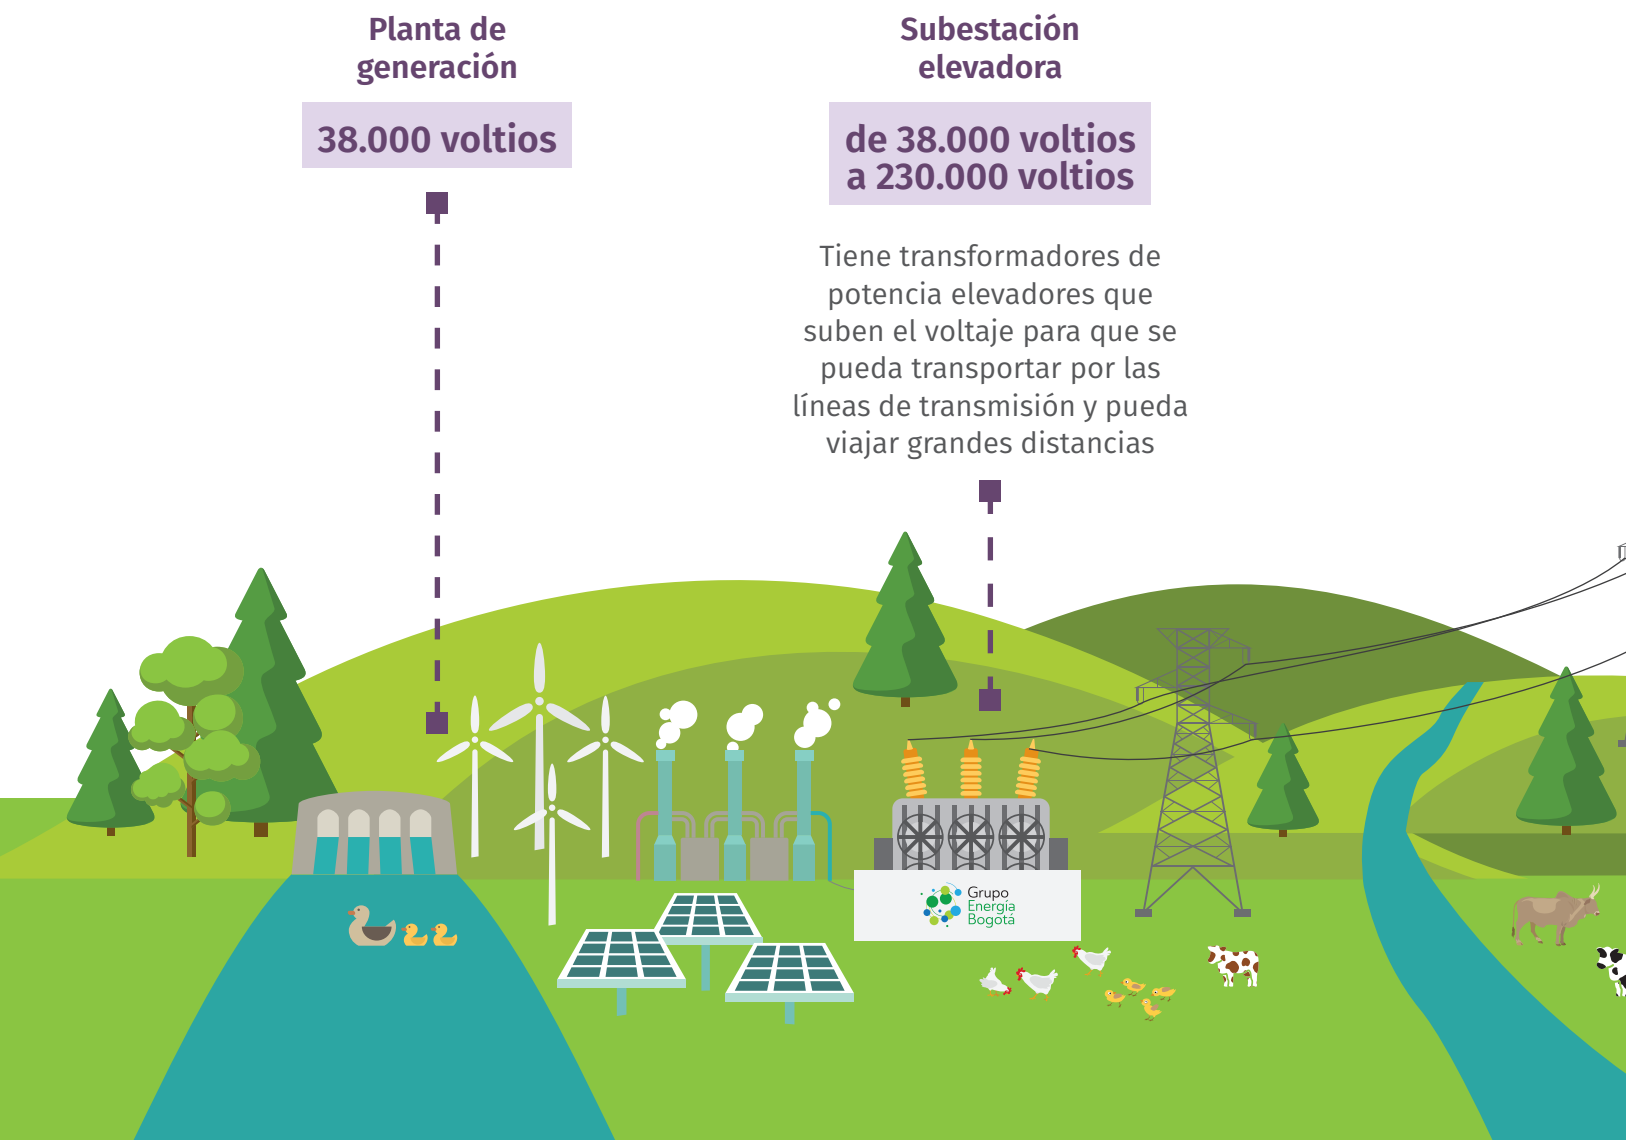 Planta de
generación
38.000 voltios
Subestación
elevadora
de 38.000 voltios
a 230.000 voltios
Tiene transformadores de
potencia elevadores que
suben el voltaje para que se
pueda transportar por las
líneas de transmisión y pueda
viajar grandes distancias
Grupo
Energía
Bogotá